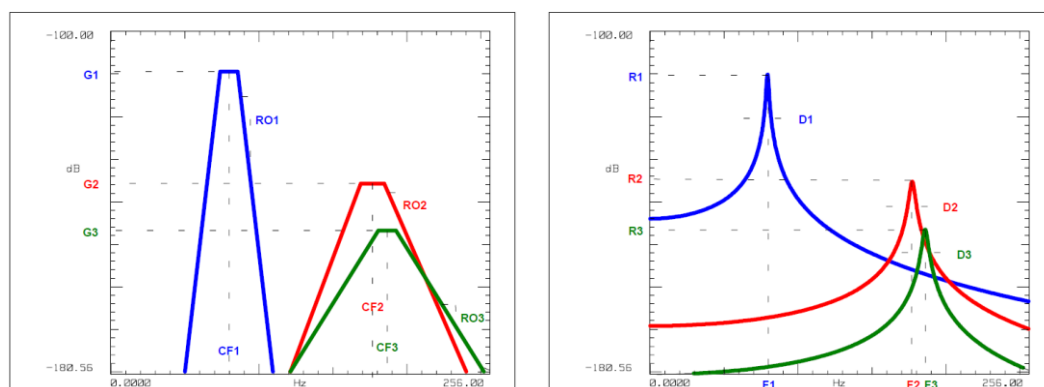 -100.00
G1
RO1
dB
G2
RO2
G3
CF2
RO3
CF1
CF3
-180.56
0.0000 Hz 256.00
-100.00
R1
D1
dB
R2
D2
R3
D3
-180.56
0.0000 F1 Hz F2 F3 256.00